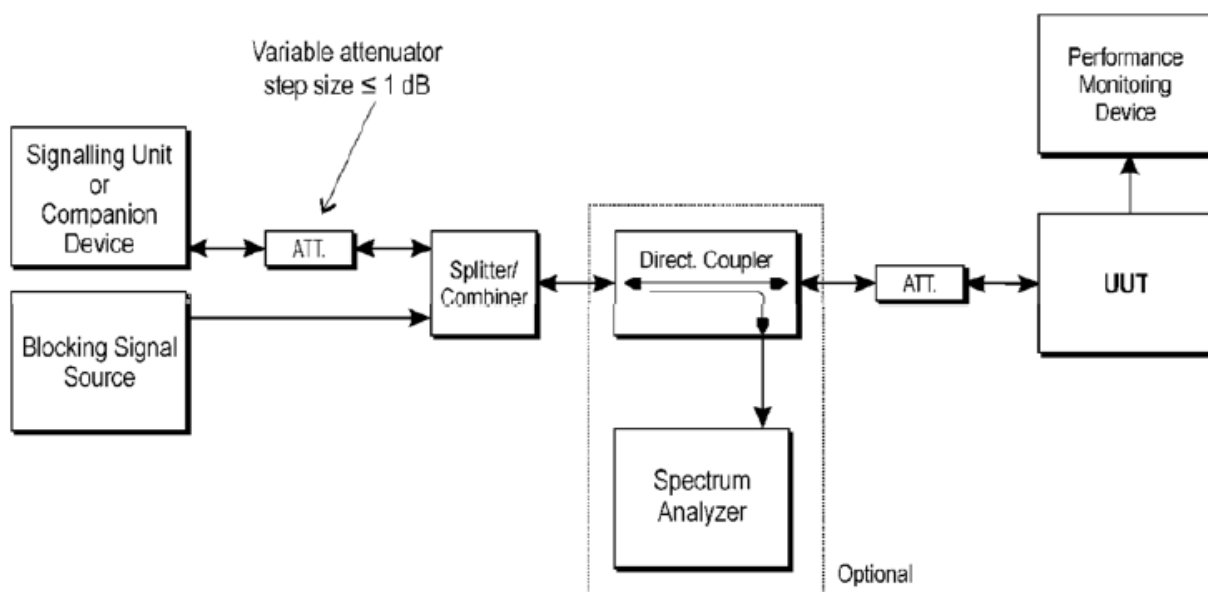 Variable attenuator
step size ≤ 1 dB
Performance
Monitoring
Device
Signalling Unit
or
Companion
Device
ATT.
Splitter/
Combiner
Direct. Coupler
ATT.
UUT
Blocking Signal
Source
Spectrum
Analyzer
Optional